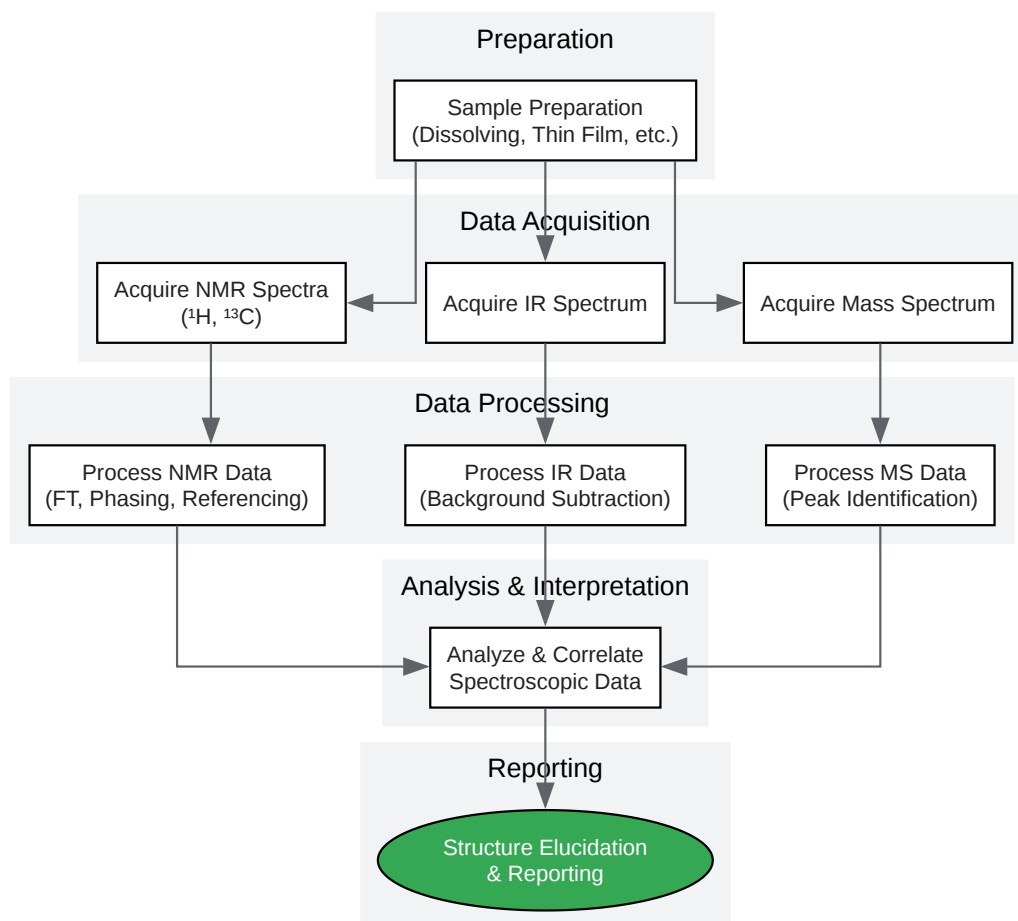 Preparation
Sample Preparation
(Dissolving, Thin Film, etc.)
Data Acquisition
Acquire NMR Spectra
(¹H, ¹³C)
Acquire IR Spectrum
Acquire Mass Spectrum
Data Processing
Process NMR Data
(FT, Phasing, Referencing)
Process IR Data
(Background Subtraction)
Process MS Data
(Peak Identification)
Analysis & Interpretation
Analyze & Correlate
Spectroscopic Data
Reporting
Structure Elucidation
& Reporting